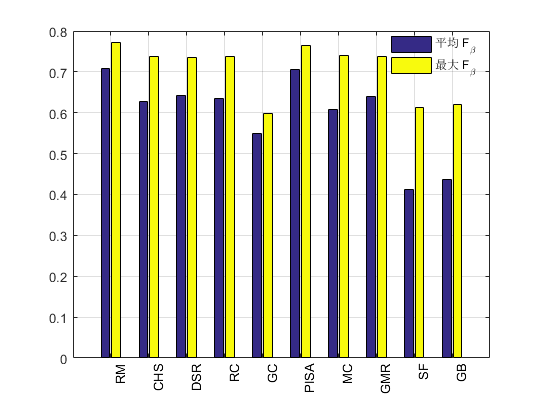 0.8
0.7
0.6
0.5
0.4
0.3
0.2
0.1
0
平均 Fβ
最大 Fβ
RM
CHS
DSR
RC
GC
PISA
MC
GMR
SF
GB